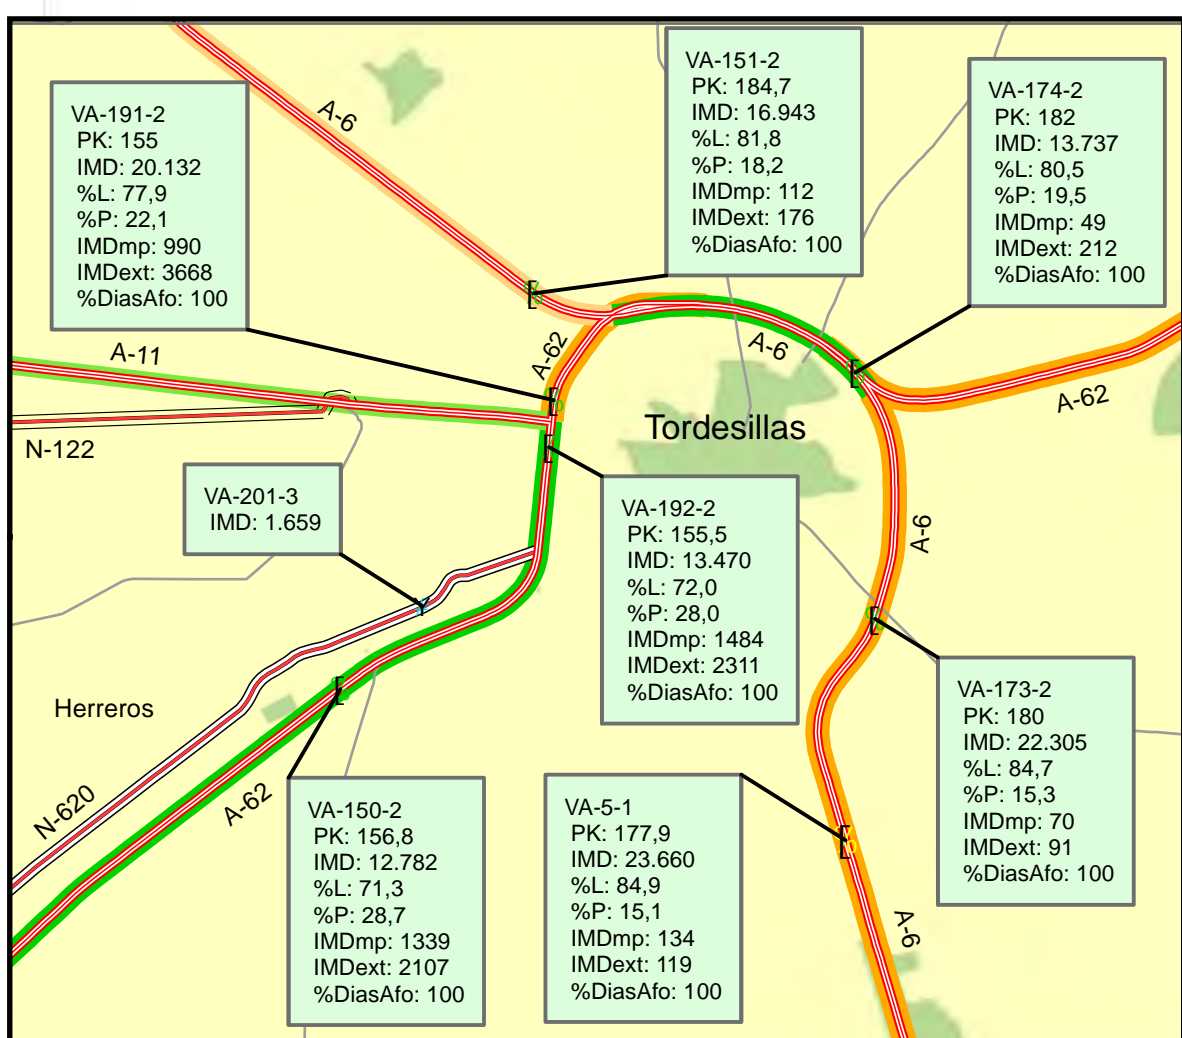 VA-151-2
PK: 184,7
IMD: 16.943
%L: 81,8
%P: 18,2
IMDmp: 112
IMDext: 176
%DiasAfo: 100
VA-174-2
PK: 182
IMD: 13.737
%L: 80,5
%P: 19,5
IMDmp: 49
IMDext: 212
%DiasAfo: 100
VA-191-2
PK: 155
IMD: 20.132
%L: 77,9
%P: 22,1
IMDmp: 990
IMDext: 3668
%DiasAfo: 100
A-6
A-11
A-62
A-6
A-62
N-122
Tordesillas
VA-201-3
IMD: 1.659
VA-192-2
PK: 155,5
IMD: 13.470
%L: 72,0
%P: 28,0
IMDmp: 1484
IMDext: 2311
%DiasAfo: 100
A-6
VA-173-2
PK: 180
IMD: 22.305
%L: 84,7
%P: 15,3
IMDmp: 70
IMDext: 91
%DiasAfo: 100
Herreros
N-620
A-62
VA-150-2
PK: 156,8
IMD: 12.782
%L: 71,3
%P: 28,7
IMDmp: 1339
IMDext: 2107
%DiasAfo: 100
VA-5-1
PK: 177,9
IMD: 23.660
%L: 84,9
%P: 15,1
IMDmp: 134
IMDext: 119
%DiasAfo: 100
A-6